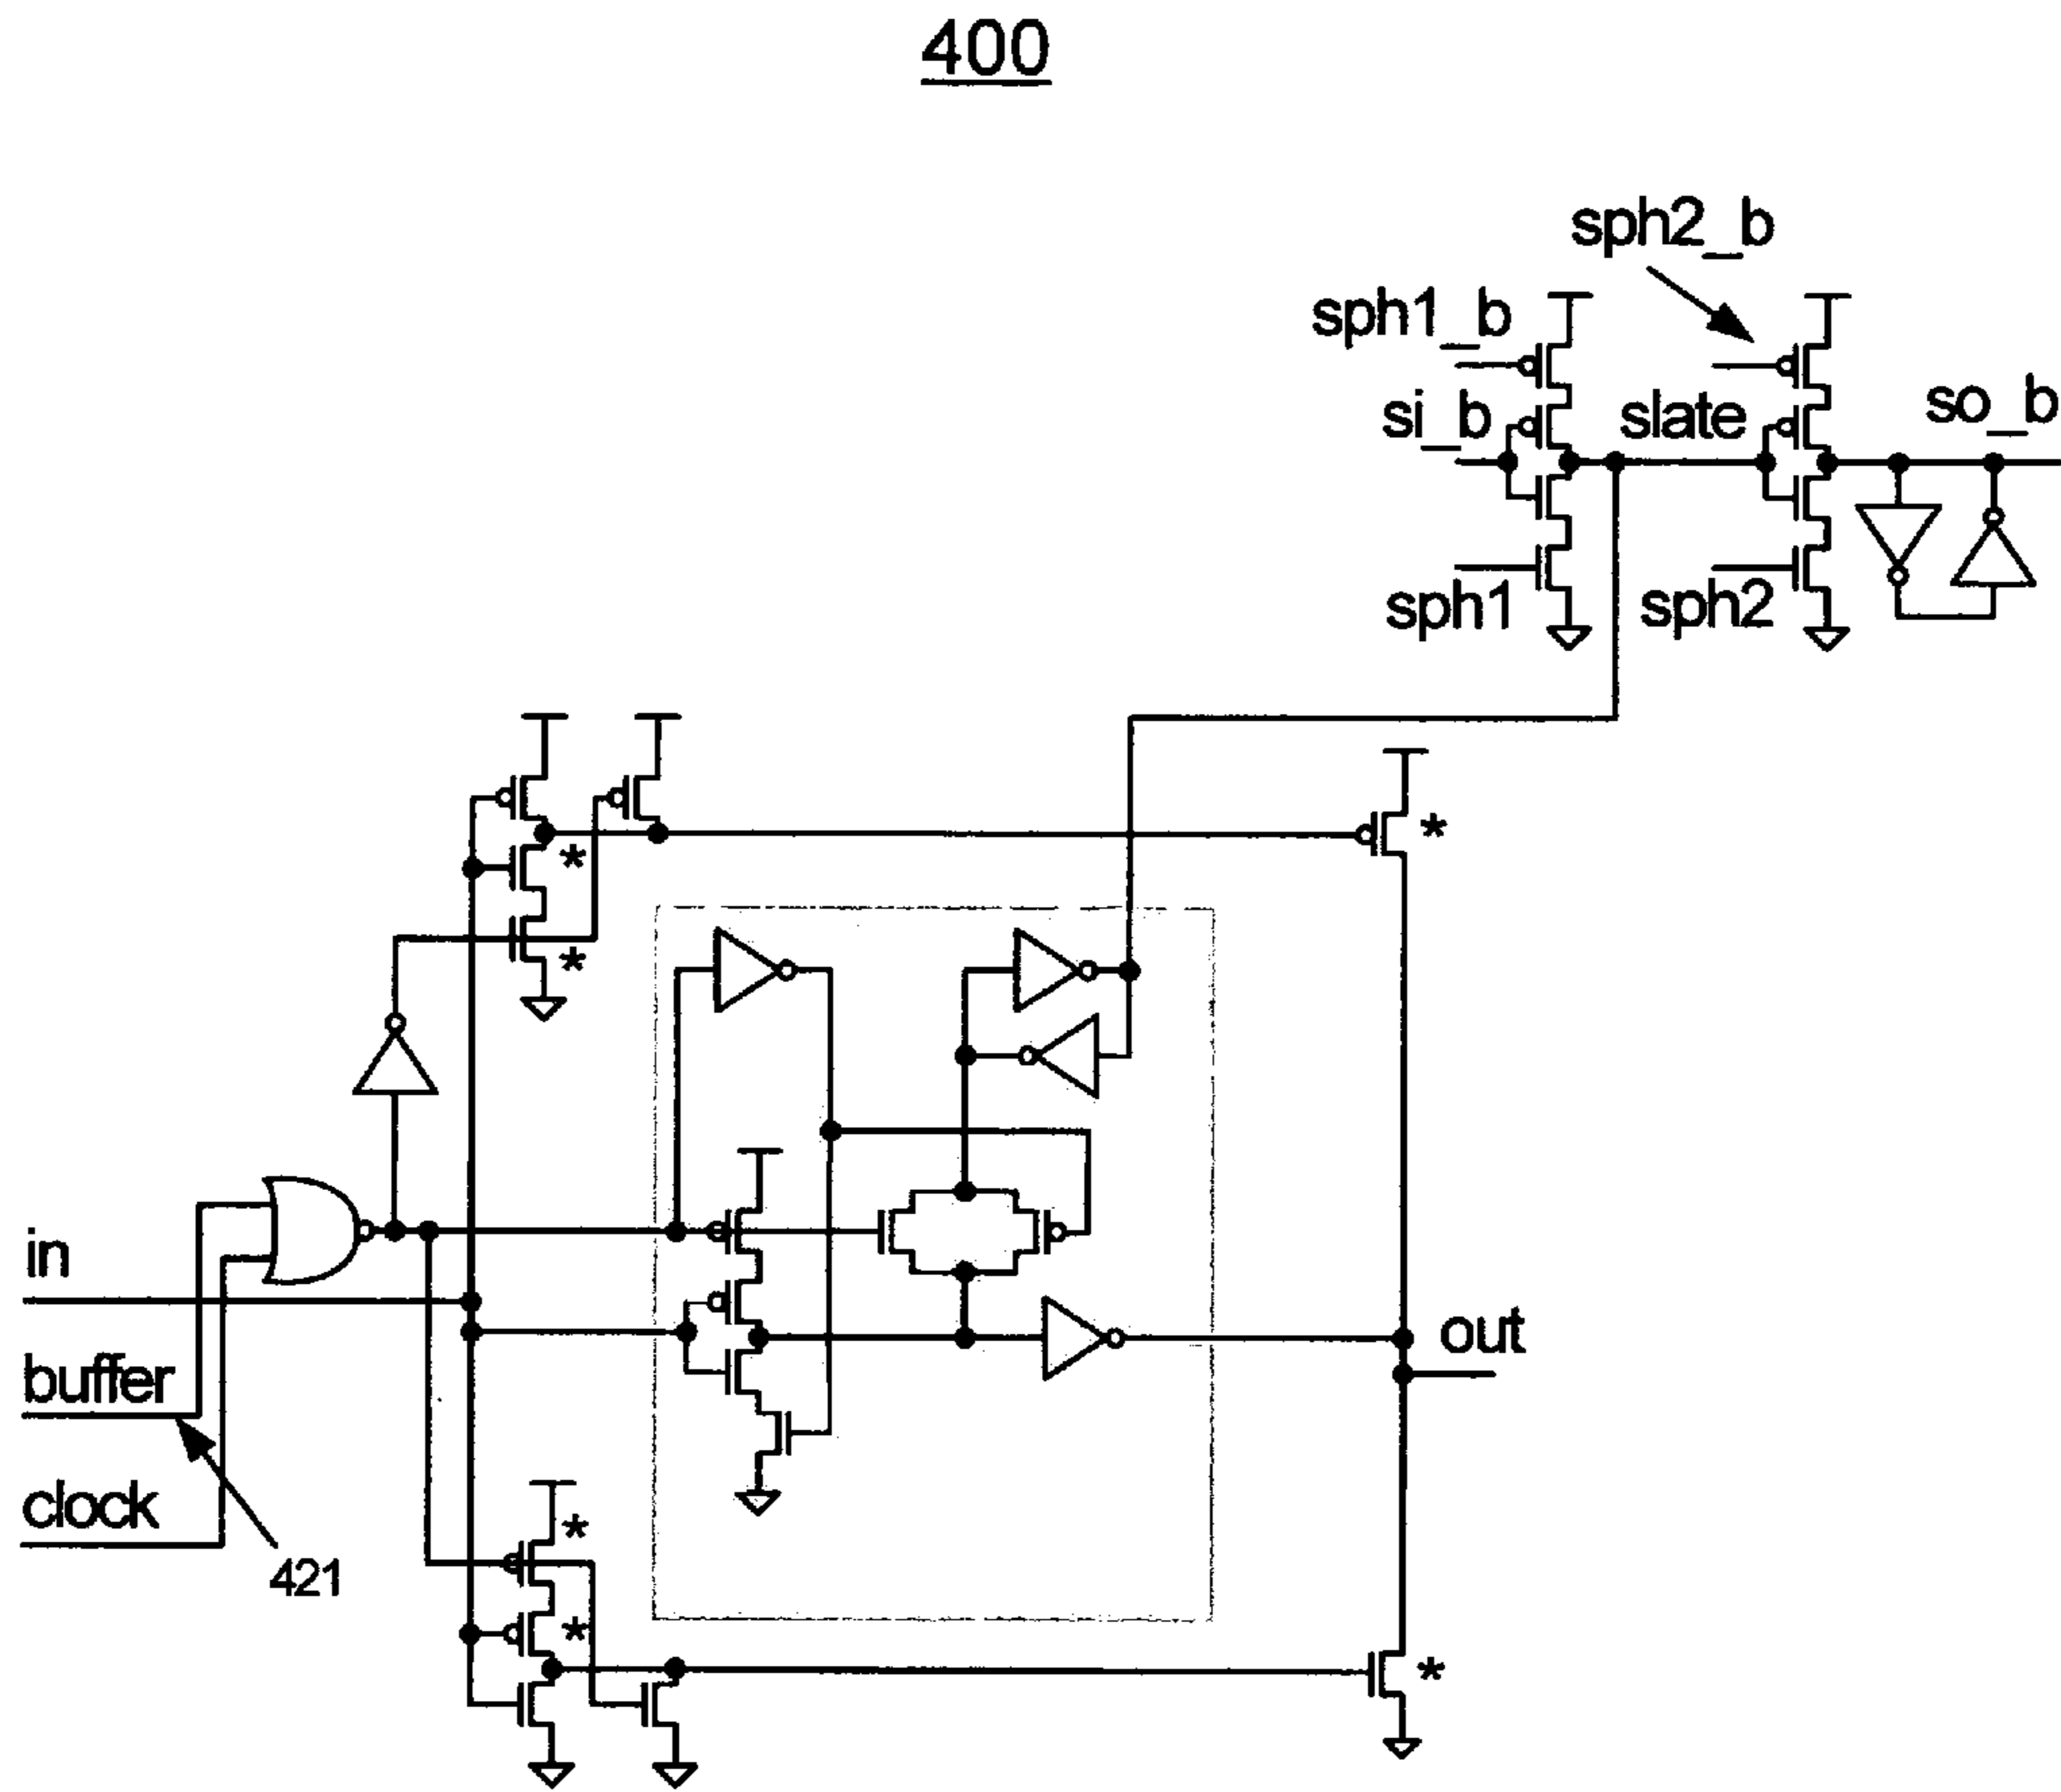 400
sph2_b
sph1_b
si_b
slate
so_b
sph1
sph2
*
*
*
in
buffer
clock
421
out
*
*
*